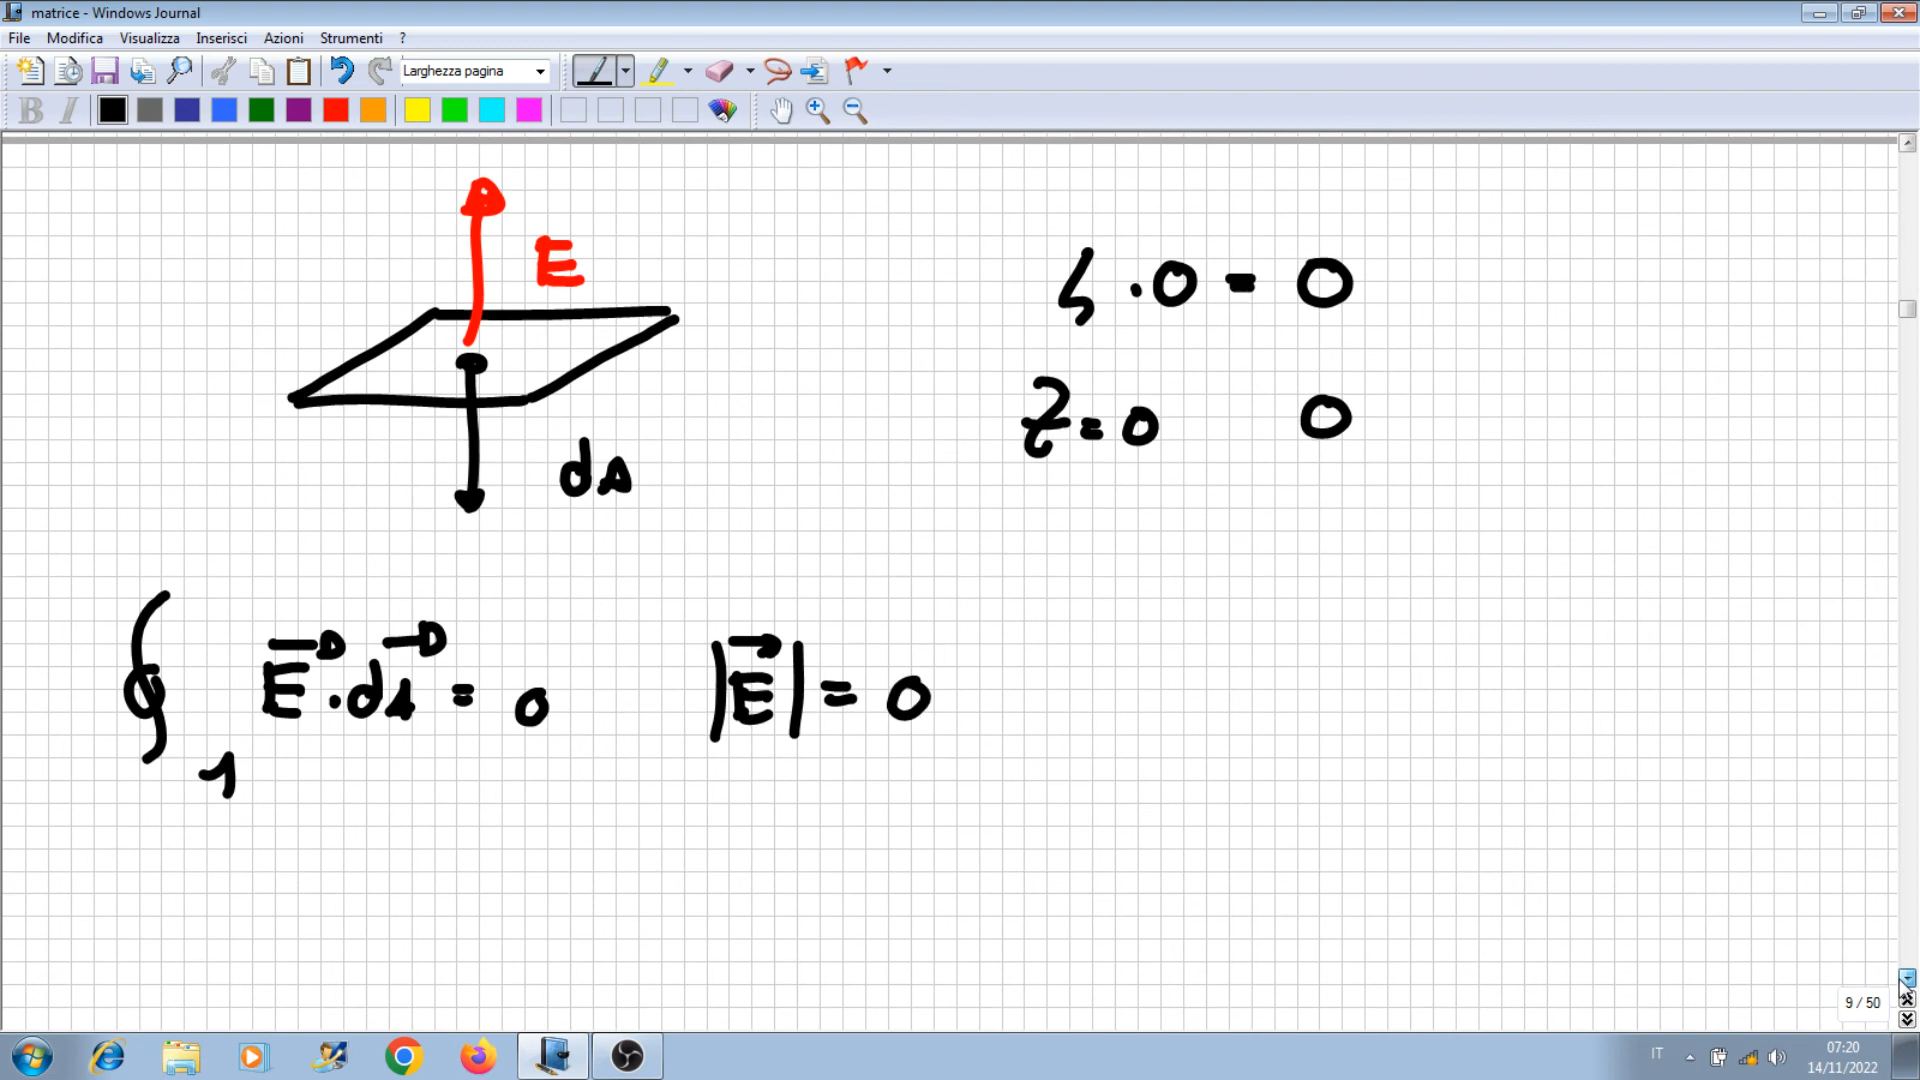 matrice - Windows Journal
File Modifica Visualizza Inserisci Azioni Strumenti ?
Larghezza pagina
B I
E
· 0 = 0
z = 0 0
dA
∮ E⃗ · dA⃗ = 0 |E⃗| = 0
1
9 / 50
IT 07:20
14/11/2022